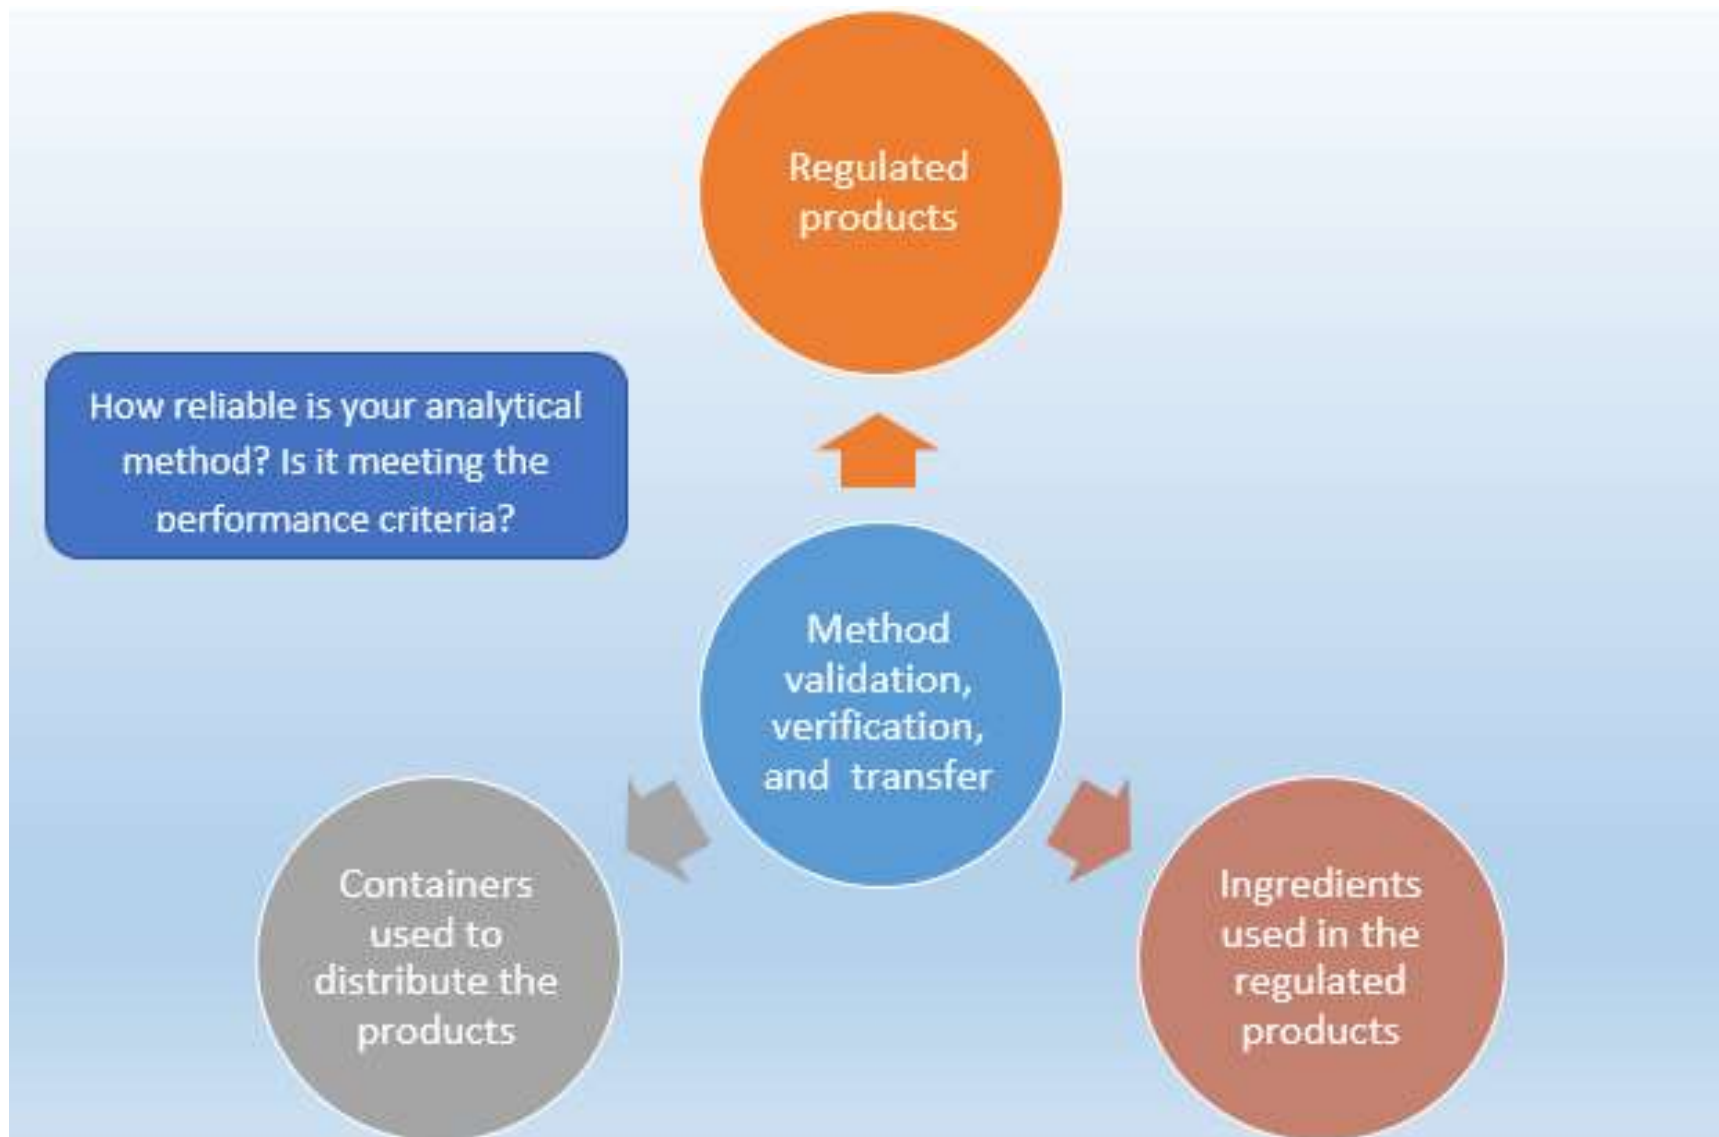 Regulated
products
How reliable is your analytical
method? Is it meeting the
performance criteria?
Method
validation,
verification,
and transfer
Containers
used to
distribute the
products
Ingredients
used in the
regulated
products